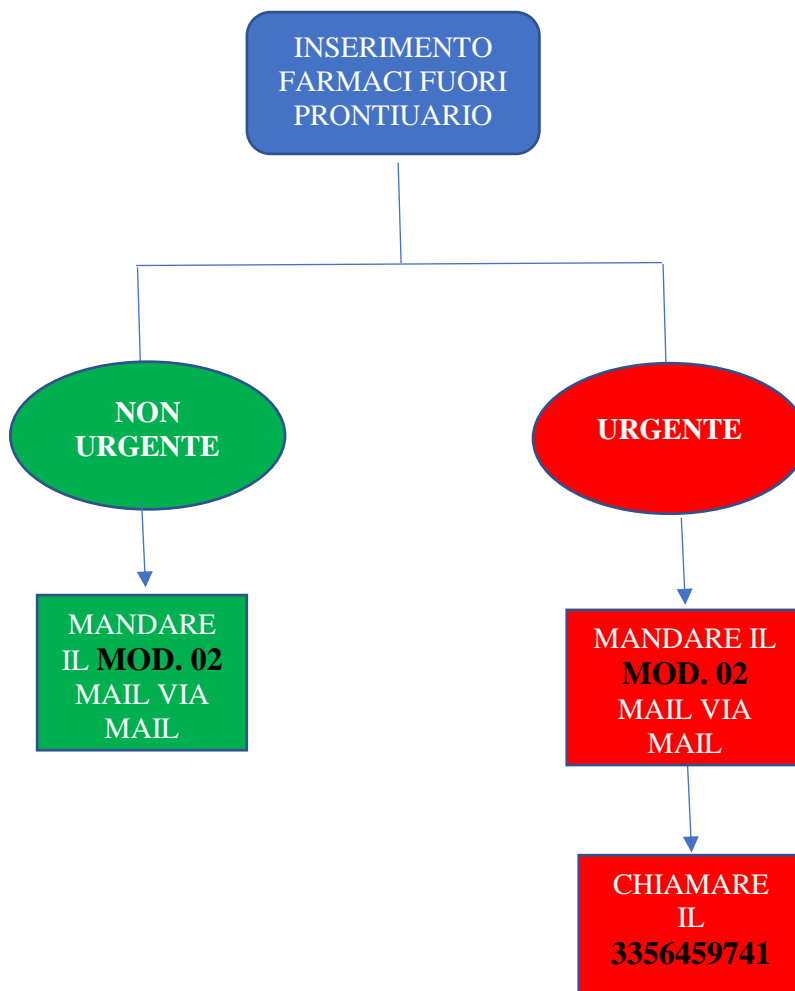 INSERIMENTO
FARMACI FUORI
PRONTIUARIO
NON
URGENTE
URGENTE
MANDARE
IL MOD. 02
MAIL VIA
MAIL
MANDARE IL
MOD. 02
MAIL VIA
MAIL
CHIAMARE
IL
3356459741